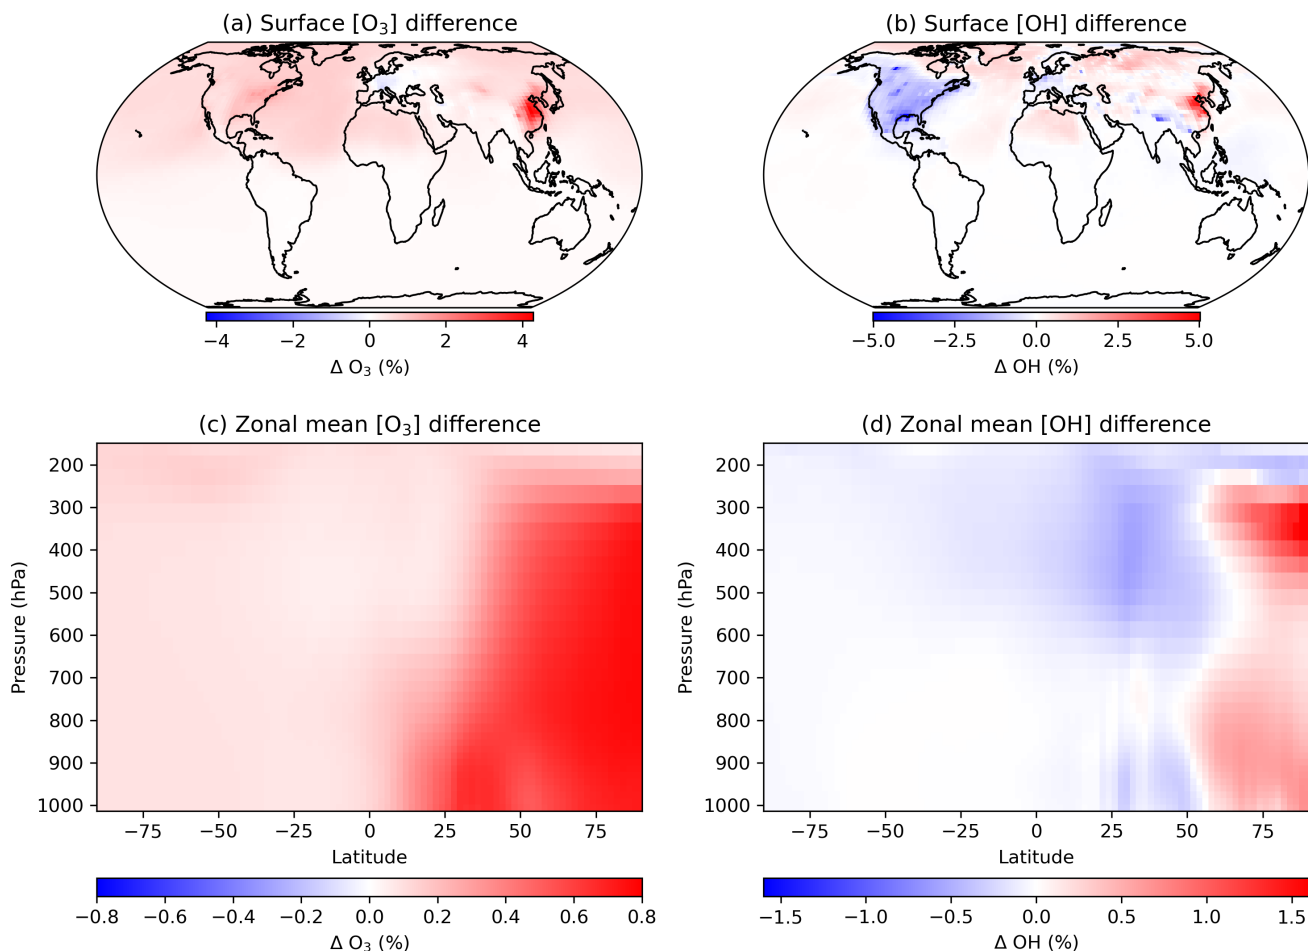 (a) Surface [O₃] difference
(b) Surface [OH] difference
−4 −2 0 2 4
Δ O₃ (%)
−5.0 −2.5 0.0 2.5 5.0
Δ OH (%)
(c) Zonal mean [O₃] difference
200
300
400
500
600
700
800
900
1000
Pressure (hPa)
−75 −50 −25 0 25 50 75
Latitude
−0.8 −0.6 −0.4 −0.2 0.0 0.2 0.4 0.6 0.8
Δ O₃ (%)
(d) Zonal mean [OH] difference
200
300
400
500
600
700
800
900
1000
Pressure (hPa)
−75 −50 −25 0 25 50 75
Latitude
−1.5 −1.0 −0.5 0.0 0.5 1.0 1.5
Δ OH (%)